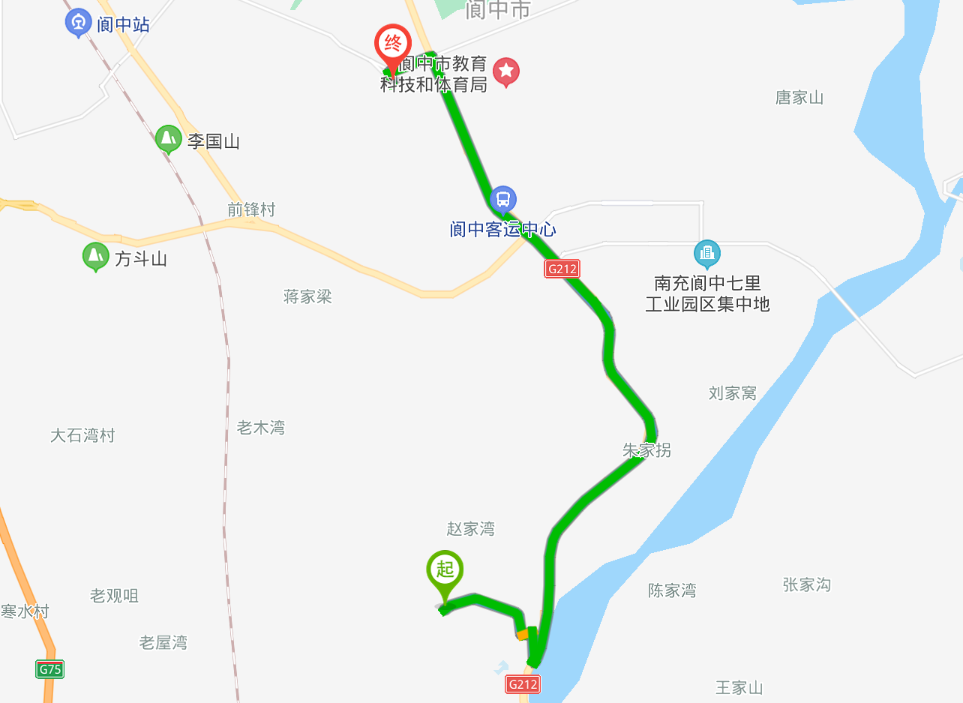 阆中市
阆中站
终
阆中市教育
科技和体育局
唐家山
李国山
前锋村
阆中客运中心
方斗山
G212
南充阆中七里
工业园区集中地
蒋家梁
刘家窝
老木湾
大石湾村
朱家拐
赵家湾
起
陈家湾
张家沟
老观咀
寒水村
老屋湾
G75
G212
王家山